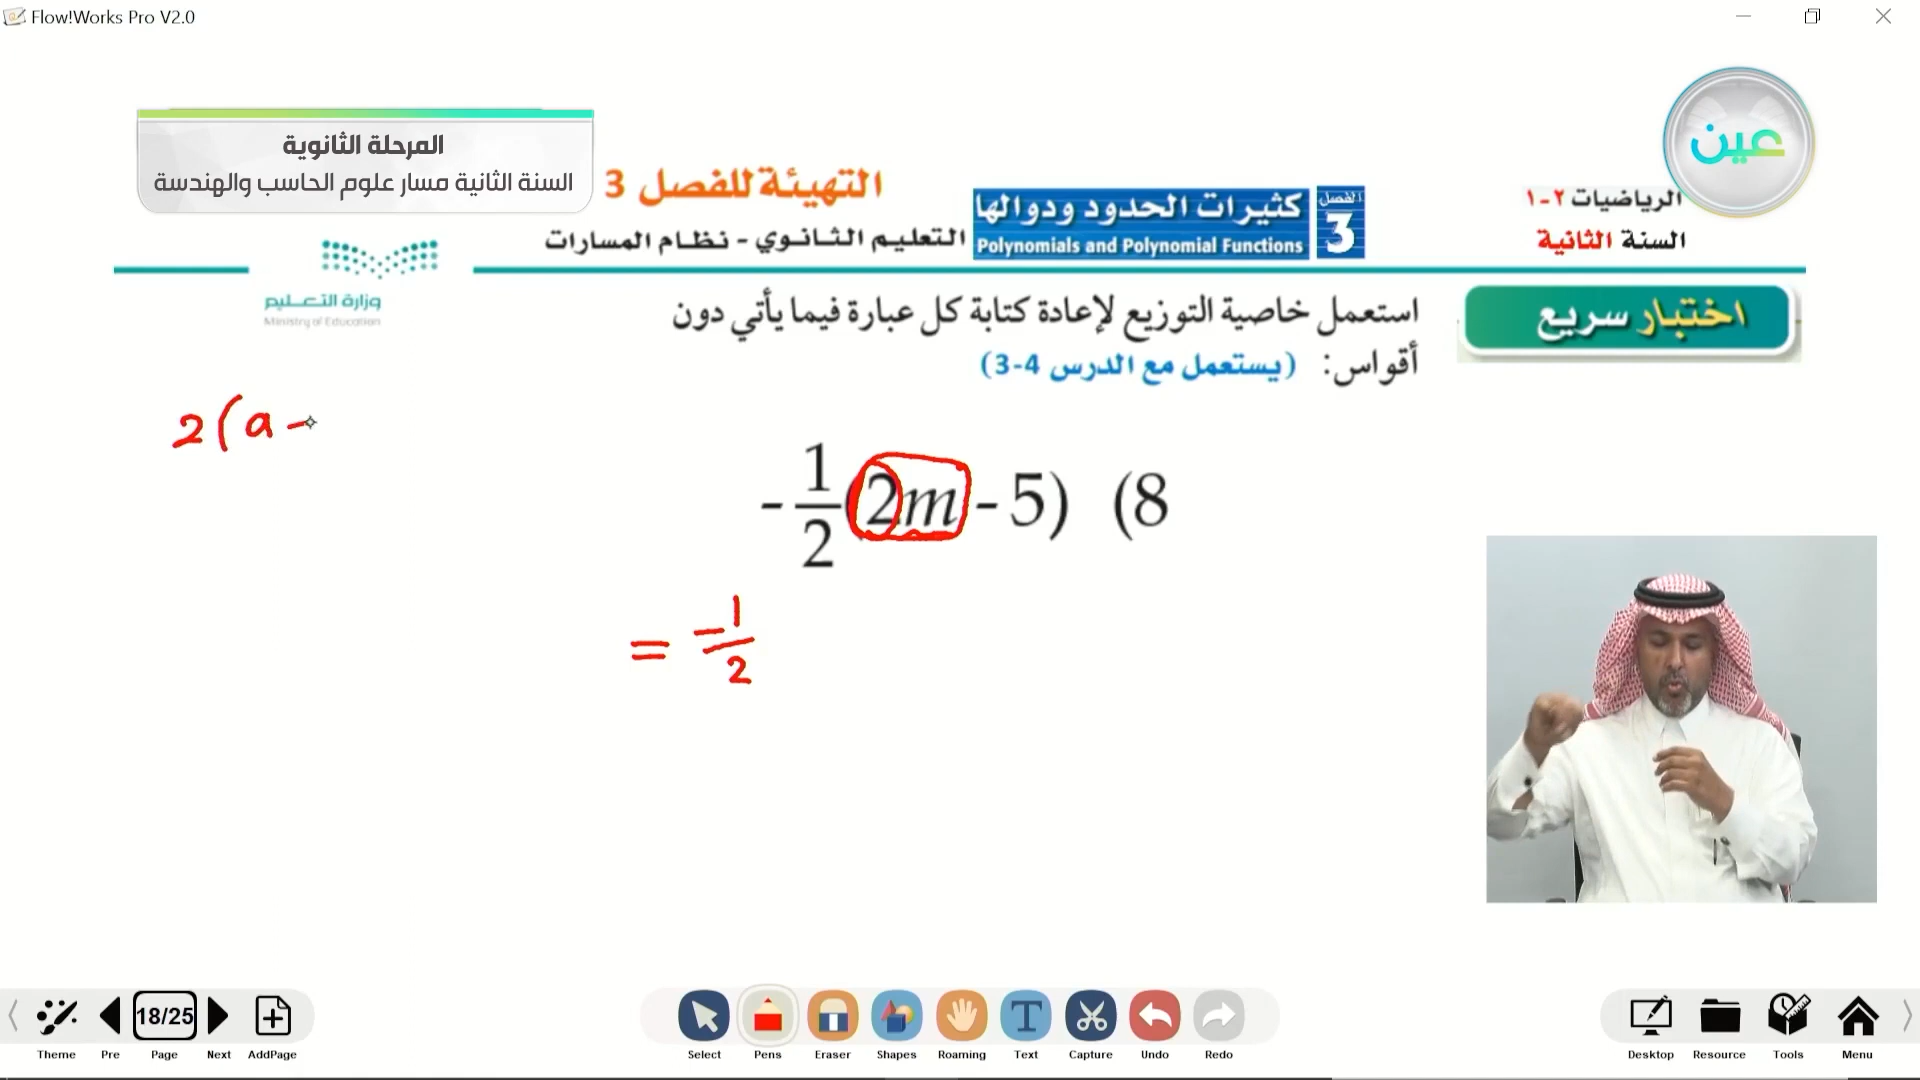 Flow!Works Pro V2.0
المرحلة الثانوية
السنة الثانية مسار علوم الحاسب والهندسة
عين
التهيئة للفصل 3
التعليم الثانوي - نظام المسارات
الفصل 3
كثيرات الحدود ودوالها
Polynomials and Polynomial Functions
الرياضيات ٢-١
السنة الثانية
وزارة التعليم
Ministry of Education
اختبار سريع
استعمل خاصية التوزيع لإعادة كتابة كل عبارة فيما يأتي دون
أقواس: (يستعمل مع الدرس 4-3)
2(a -
-1/2(2m - 5) (8
= -1/2
18/25
Theme Pre Page Next AddPage
Select Pens Eraser Shapes Roaming Text Capture Undo Redo
Desktop Resource Tools Menu